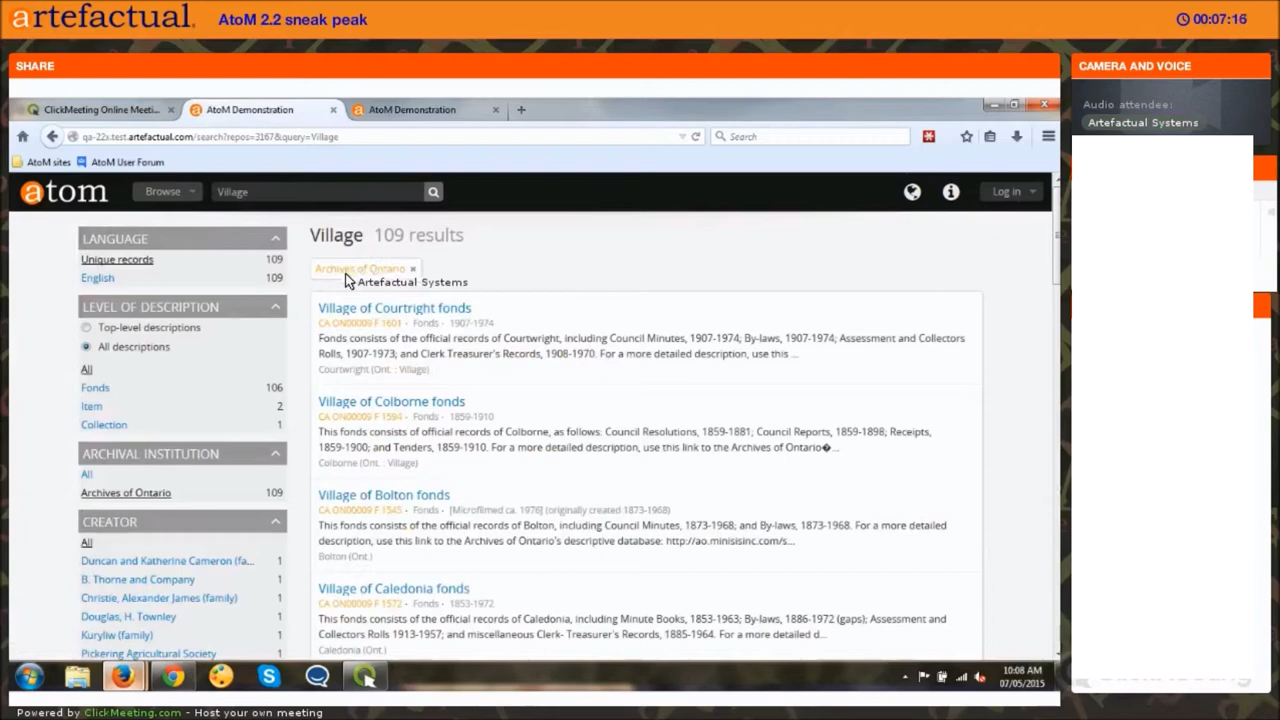 artefactual.
AtoM 2.2 sneak peak
00:07:16
SHARE
CAMERA AND VOICE
Audio attendee:
Artefactual Systems
ClickMeeting Online Meeti...
AtoM Demonstration
AtoM Demonstration
qa-22x.test.artefactual.com/search?repos=3167&query=Village
Search
AtoM sites
AtoM User Forum
atom
Browse
Village
Log in
LANGUAGE
Unique records 109
English 109
LEVEL OF DESCRIPTION
Top-level descriptions
All descriptions
All
Fonds 106
Item 2
Collection 1
ARCHIVAL INSTITUTION
All
Archives of Ontario 109
CREATOR
All
Duncan and Katherine Cameron (fa... 1
B. Thorne and Company 1
Christie, Alexander James (family) 1
Douglas, H. Townley 1
Kuryliw (family) 1
Pickering Agricultural Society 1
Village 109 results
Archives of Ontario ×
Artefactual Systems
Village of Courtright fonds
CA ON00009 F 1601 · Fonds · 1907-1974
Fonds consists of the official records of Courtwright, including Council Minutes, 1907-1974; By-laws, 1907-1974; Assessment and Collectors
Rolls, 1907-1973; and Clerk Treasurer's Records, 1908-1970. For a more detailed description, use this ...
Courtwright (Ont. : Village)
Village of Colborne fonds
CA ON00009 F 1594 · Fonds · 1859-1910
This fonds consists of official records of Colborne, as follows: Council Resolutions, 1859-1881; Council Reports, 1859-1898; Receipts,
1859-1900; and Tenders, 1859-1910. For a more detailed description, use this link to the Archives of Ontario�...
Colborne (Ont. : Village)
Village of Bolton fonds
CA ON00009 F 1545 · Fonds · [Microfilmed ca. 1976] (originally created 1873-1968)
This fonds consists of the official records of Bolton, including Council Minutes, 1873-1968; and By-laws, 1873-1968. For a more detailed
description, use this link to the Archives of Ontario's descriptive database: http://ao.minisisinc.com/s...
Bolton (Ont.)
Village of Caledonia fonds
CA ON00009 F 1572 · Fonds · 1853-1972
This fonds consists of the official records of Caledonia, including Minute Books, 1853-1963; By-laws, 1886-1972 (gaps); Assessment and
Collectors Rolls 1913-1957; and miscellaneous Clerk- Treasurer's Records, 1885-1964. For a more detailed d...
Caledonia (Ont.)
10:08 AM
07/05/2015
Powered by ClickMeeting.com - Host your own meeting